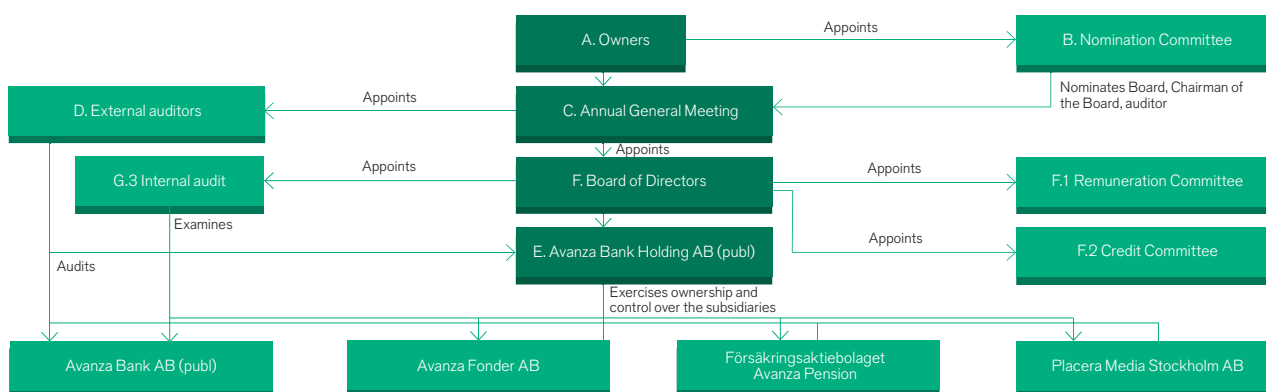 A. Owners
Appoints
B. Nomination Committee
Nominates Board, Chairman of
the Board, auditor
D. External auditors
Appoints
C. Annual General Meeting
Appoints
G.3 Internal audit
Appoints
F. Board of Directors
Appoints
F.1 Remuneration Committee
Examines
E. Avanza Bank Holding AB (publ)
Appoints
F.2 Credit Committee
Audits
Exercises ownership and
control over the subsidiaries
Avanza Bank AB (publ)
Avanza Fonder AB
Försäkringsaktiebolaget
Avanza Pension
Placera Media Stockholm AB